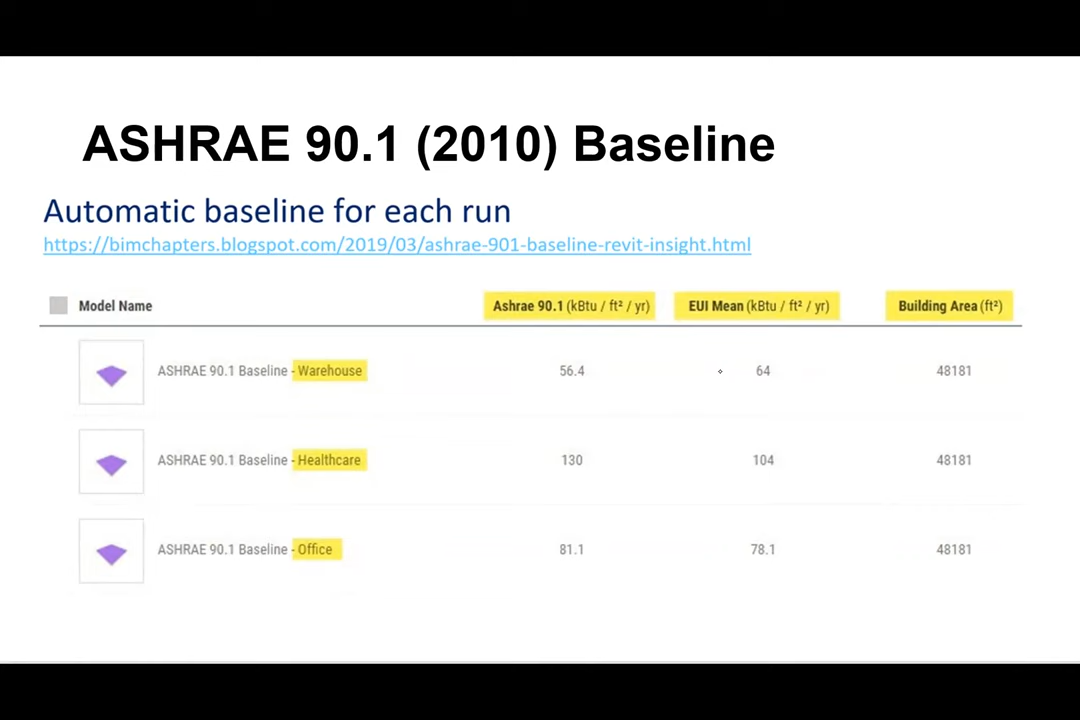 ASHRAE 90.1 (2010) Baseline
Automatic baseline for each run
https://bimchapters.blogspot.com/2019/03/ashrae-901-baseline-revit-insight.html
Model Name Ashrae 90.1 (kBtu / ft² / yr) EUI Mean (kBtu / ft² / yr) Building Area (ft²)
ASHRAE 90.1 Baseline - Warehouse 56.4 64 48181
ASHRAE 90.1 Baseline - Healthcare 130 104 48181
ASHRAE 90.1 Baseline - Office 81.1 78.1 48181